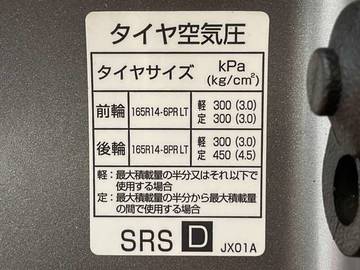 タイヤ空気圧
タイヤサイズ kPa (kg/cm²)
前輪 165R14-6PR LT 軽 300 (3.0)
定 300 (3.0)
後輪 165R14-8PR LT 軽 300 (3.0)
定 450 (4.5)
軽：最大積載量の半分又はそれ以下で
使用する場合
定：最大積載量の半分から最大積載量
の間で使用する場合
SRS D JX01A